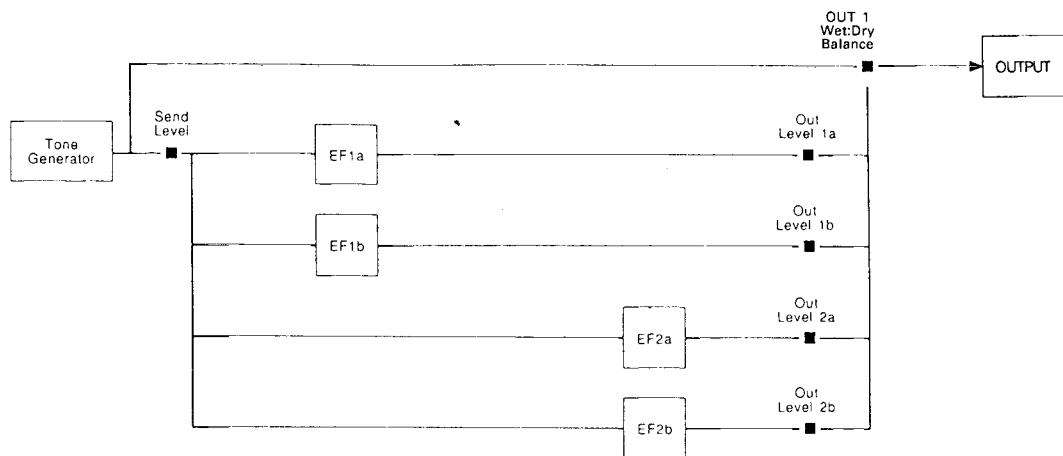 OUT 1
Wet:Dry
Balance
OUTPUT
Send
Level
Tone
Generator
EF1a
Out
Level 1a
EF1b
Out
Level 1b
EF2a
Out
Level 2a
EF2b
Out
Level 2b